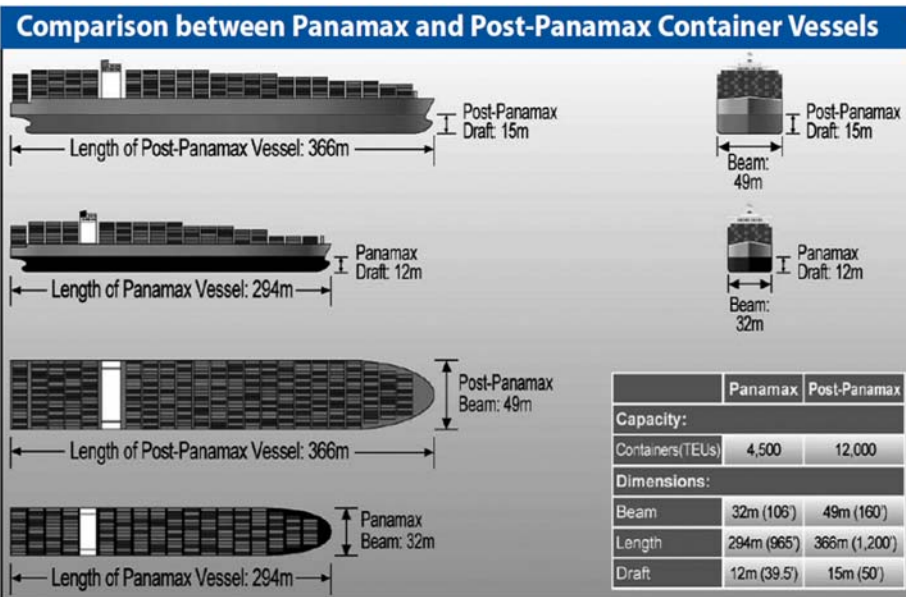 Comparison between Panamax and Post-Panamax Container Vessels
Post-Panamax
Draft: 15m
Length of Post-Panamax Vessel: 366m
Post-Panamax
Draft: 15m
Beam:
49m
Panamax
Draft: 12m
Length of Panamax Vessel: 294m
Panamax
Draft: 12m
Beam:
32m
Post-Panamax
Beam: 49m
Length of Post-Panamax Vessel: 366m
Panamax
Beam: 32m
Length of Panamax Vessel: 294m
Panamax Post-Panamax
Capacity:
Containers(TEUs) 4,500 12,000
Dimensions:
Beam 32m (106') 49m (160')
Length 294m (965') 366m (1,200')
Draft 12m (39.5') 15m (50')